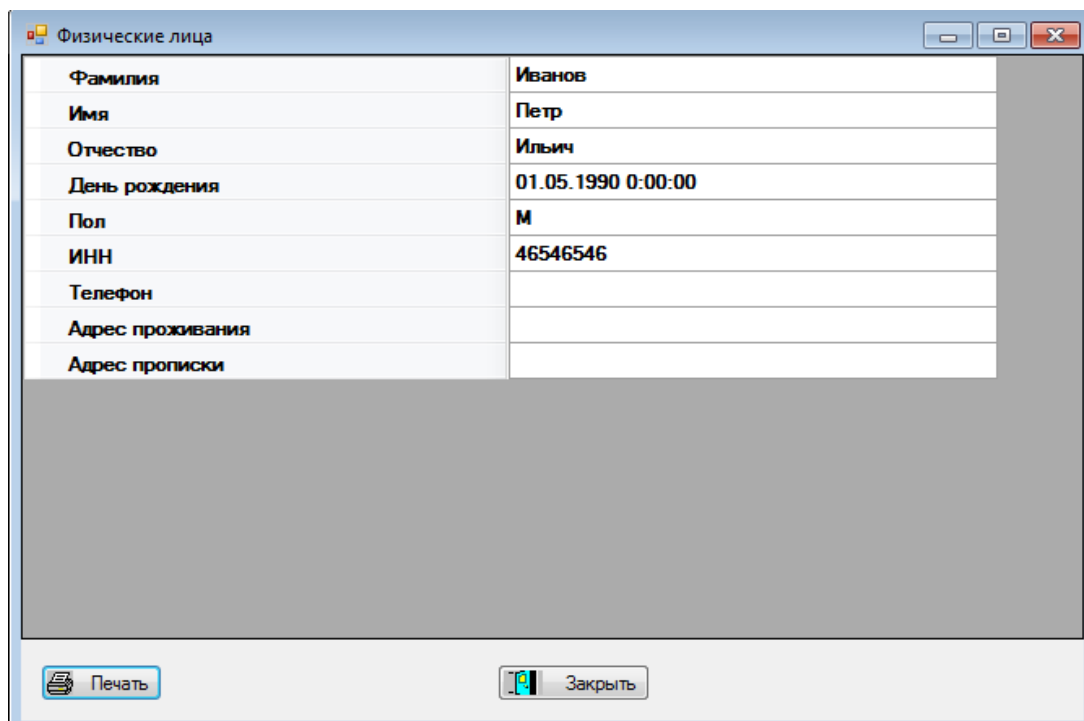 Физические лица
Фамилия Иванов
Имя Петр
Отчество Ильич
День рождения 01.05.1990 0:00:00
Пол М
ИНН 46546546
Телефон
Адрес проживания
Адрес прописки
Печать Закрыть